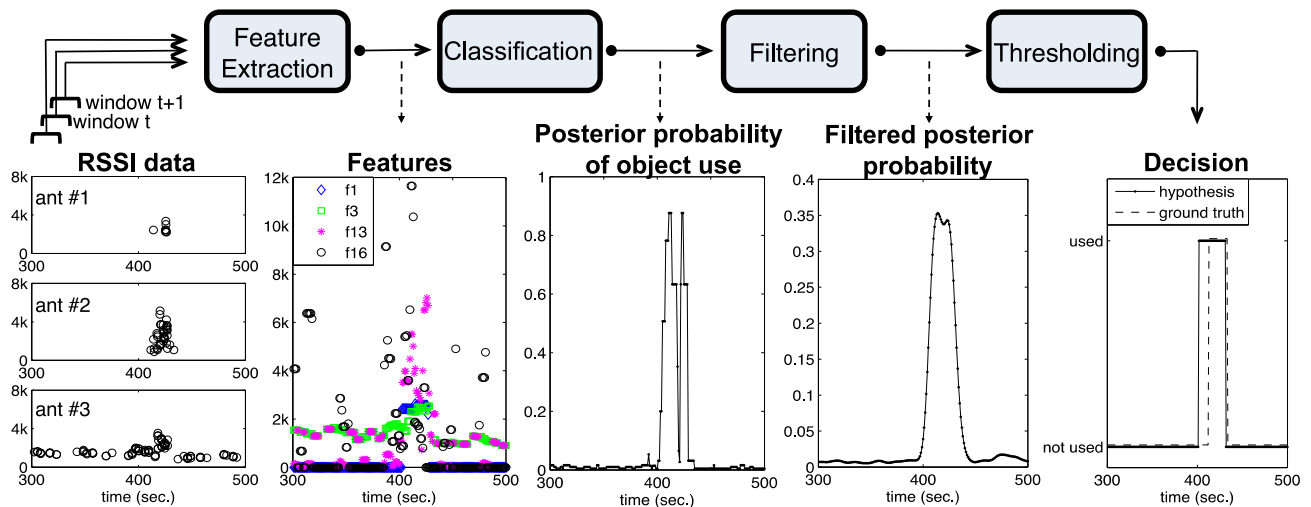 Feature
Extraction
Classification
Filtering
Thresholding
window t+1
window t
RSSI data
Features
Posterior probability
of object use
Filtered posterior
probability
Decision
8k
ant #1
4k
0
300
400
500
8k
ant #2
4k
0
300
400
500
8k
ant #3
4k
0
300
400
500
time (sec.)
12k
10k
8k
6k
4k
2k
0
300
400
500
time (sec.)
f1
f3
f13
f16
1
0.8
0.6
0.4
0.2
0
300
400
500
time (sec.)
0.4
0.35
0.3
0.25
0.2
0.15
0.1
0.05
0
300
400
500
time (sec.)
hypothesis
ground truth
used
not used
300
400
500
time (sec.)